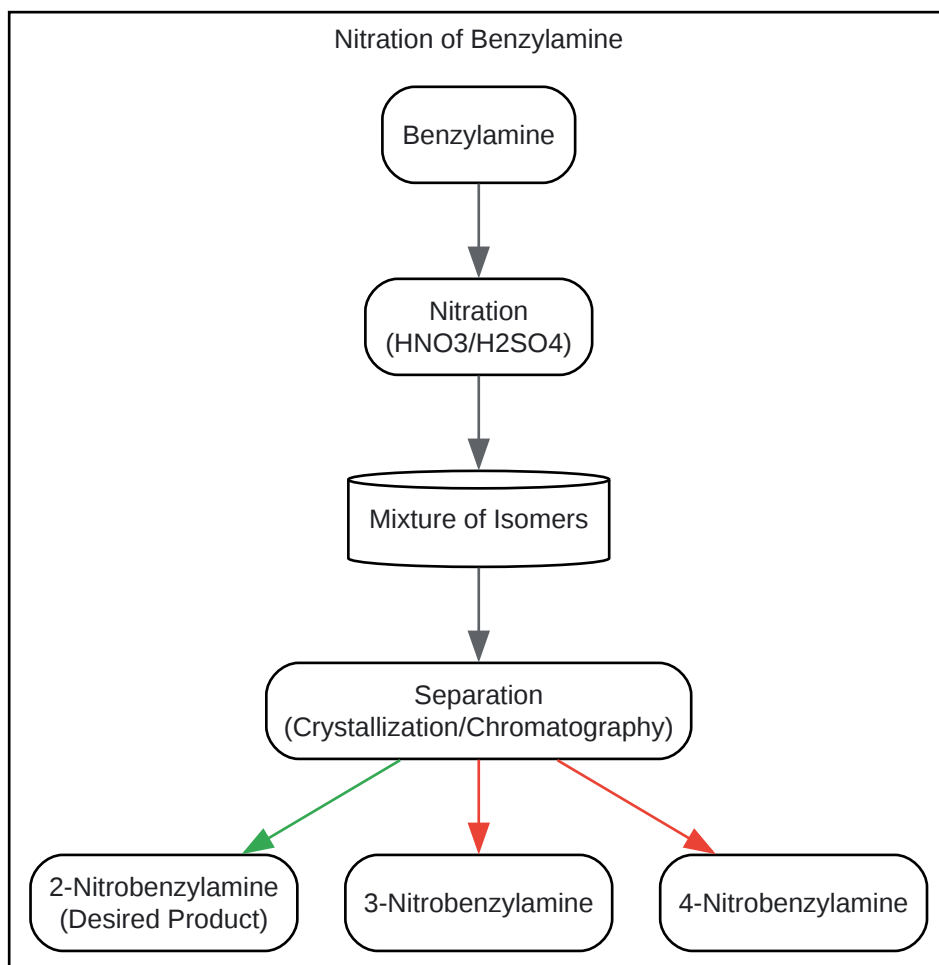 Nitration of Benzylamine
Benzylamine
Nitration
(HNO3/H2SO4)
Mixture of Isomers
Separation
(Crystallization/Chromatography)
2-Nitrobenzylamine
(Desired Product)
3-Nitrobenzylamine
4-Nitrobenzylamine